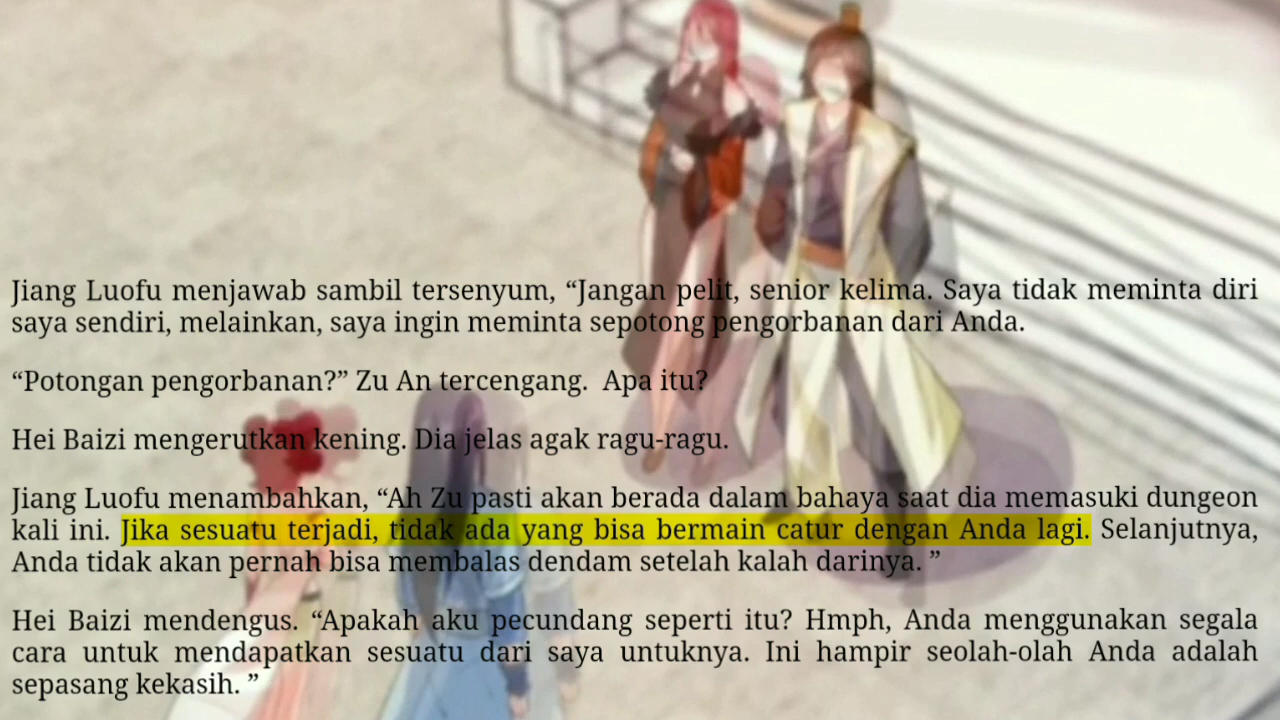 Jiang Luofu menjawab sambil tersenyum, “Jangan pelit, senior kelima. Saya tidak meminta diri
saya sendiri, melainkan, saya ingin meminta sepotong pengorbanan dari Anda.
“Potongan pengorbanan?” Zu An tercengang.  Apa itu?
Hei Baizi mengerutkan kening. Dia jelas agak ragu-ragu.
Jiang Luofu menambahkan, “Ah Zu pasti akan berada dalam bahaya saat dia memasuki dungeon
kali ini. Jika sesuatu terjadi, tidak ada yang bisa bermain catur dengan Anda lagi. Selanjutnya,
Anda tidak akan pernah bisa membalas dendam setelah kalah darinya. ”
Hei Baizi mendengus. “Apakah aku pecundang seperti itu? Hmph, Anda menggunakan segala
cara untuk mendapatkan sesuatu dari saya untuknya. Ini hampir seolah-olah Anda adalah
sepasang kekasih. ”